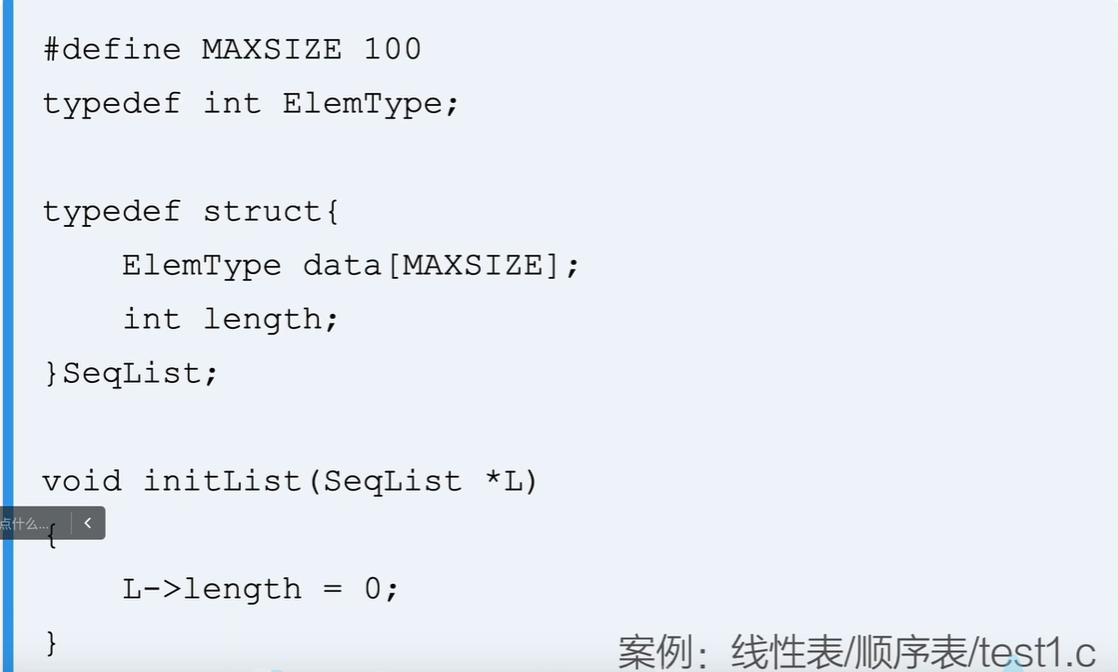 #define MAXSIZE 100
typedef int ElemType;
typedef struct{
    ElemType data[MAXSIZE];
    int length;
}SeqList;
void initList(SeqList *L)
点什么...
{
    L->length = 0;
}
案例：线性表/顺序表/test1.c